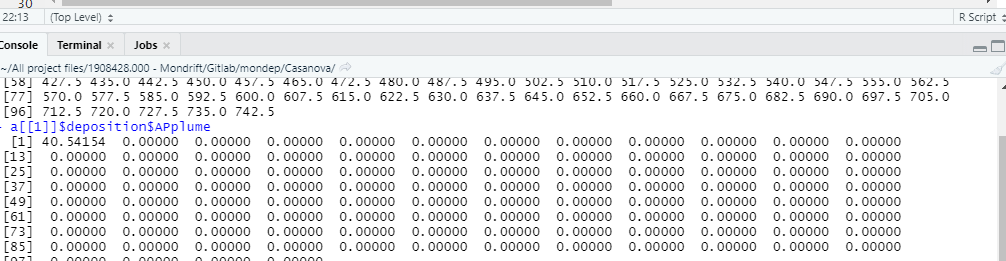 30
22:13 (Top Level) R Script
Console Terminal Jobs
~/All project files/1908428.000 - Mondrift/Gitlab/mondep/Casanova/
[58] 427.5 435.0 442.5 450.0 457.5 465.0 472.5 480.0 487.5 495.0 502.5 510.0 517.5 525.0 532.5 540.0 547.5 555.0 562.5
[77] 570.0 577.5 585.0 592.5 600.0 607.5 615.0 622.5 630.0 637.5 645.0 652.5 660.0 667.5 675.0 682.5 690.0 697.5 705.0
[96] 712.5 720.0 727.5 735.0 742.5
a[[1]]$deposition$APplume
[1] 40.54154 0.00000 0.00000 0.00000 0.00000 0.00000 0.00000 0.00000 0.00000 0.00000 0.00000 0.00000
[13] 0.00000 0.00000 0.00000 0.00000 0.00000 0.00000 0.00000 0.00000 0.00000 0.00000 0.00000 0.00000
[25] 0.00000 0.00000 0.00000 0.00000 0.00000 0.00000 0.00000 0.00000 0.00000 0.00000 0.00000 0.00000
[37] 0.00000 0.00000 0.00000 0.00000 0.00000 0.00000 0.00000 0.00000 0.00000 0.00000 0.00000 0.00000
[49] 0.00000 0.00000 0.00000 0.00000 0.00000 0.00000 0.00000 0.00000 0.00000 0.00000 0.00000 0.00000
[61] 0.00000 0.00000 0.00000 0.00000 0.00000 0.00000 0.00000 0.00000 0.00000 0.00000 0.00000 0.00000
[73] 0.00000 0.00000 0.00000 0.00000 0.00000 0.00000 0.00000 0.00000 0.00000 0.00000 0.00000 0.00000
[85] 0.00000 0.00000 0.00000 0.00000 0.00000 0.00000 0.00000 0.00000 0.00000 0.00000 0.00000 0.00000
[97] 0.00000 0.00000 0.00000 0.00000